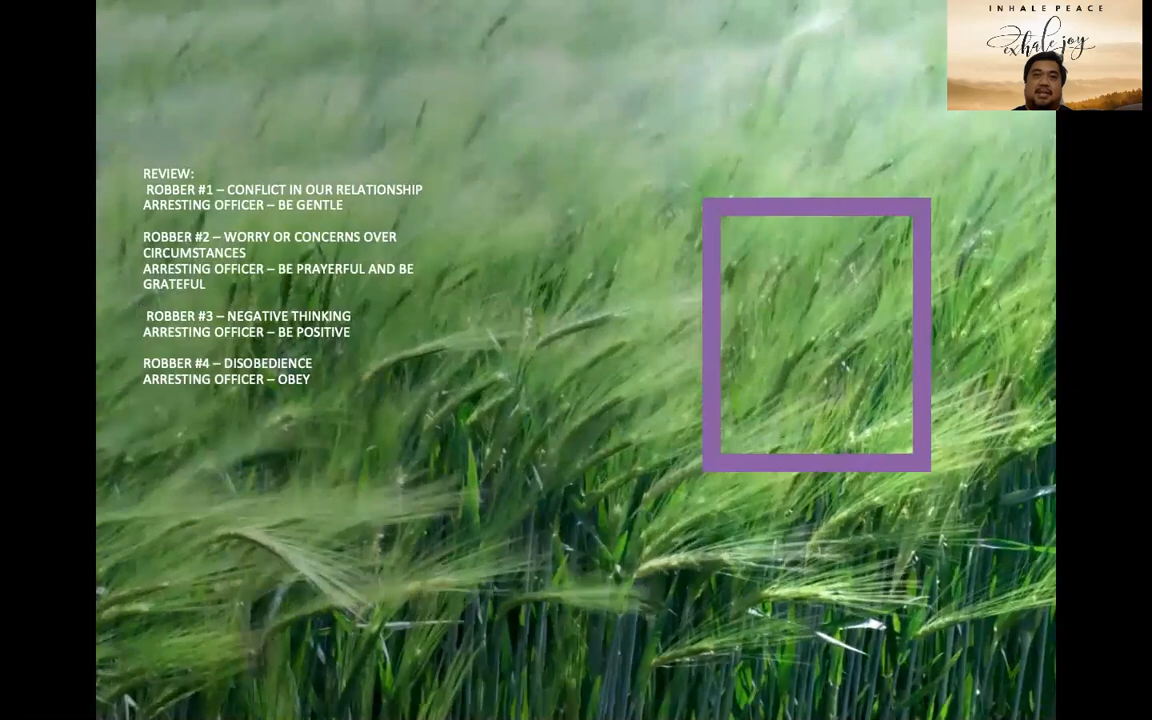 INHALE PEACE
exhale joy
REVIEW:
ROBBER #1 – CONFLICT IN OUR RELATIONSHIP
ARRESTING OFFICER – BE GENTLE
ROBBER #2 – WORRY OR CONCERNS OVER
CIRCUMSTANCES
ARRESTING OFFICER – BE PRAYERFUL AND BE
GRATEFUL
ROBBER #3 – NEGATIVE THINKING
ARRESTING OFFICER – BE POSITIVE
ROBBER #4 – DISOBEDIENCE
ARRESTING OFFICER – OBEY